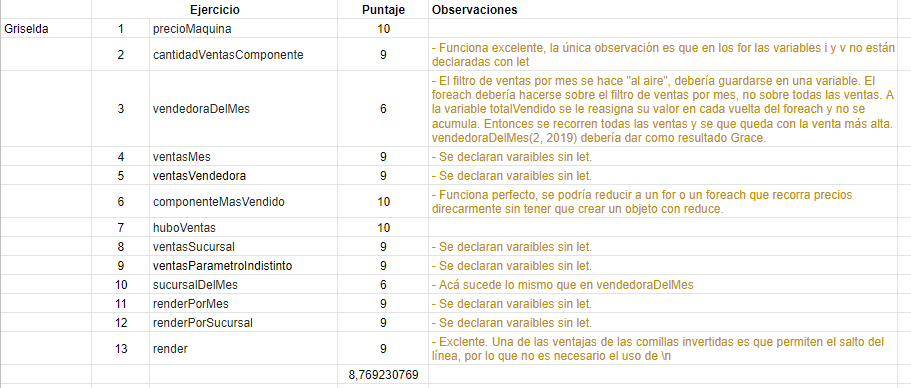 Ejercicio Puntaje Observaciones
Griselda 1 precioMaquina 10
2 cantidadVentasComponente 9 - Funciona excelente, la única observación es que en los for las variables i y v no están
declaradas con let
3 vendedoraDelMes 6 - El filtro de ventas por mes se hace "al aire", debería guardarse en una variable. El
foreach debería hacerse sobre el filtro de ventas por mes, no sobre todas las ventas. A
la variable totalVendido se le reasigna su valor en cada vuelta del foreach y no se
acumula. Entonces se recorren todas las ventas y se que queda con la venta más alta.
vendedoraDelMes(2, 2019) debería dar como resultado Grace.
4 ventasMes 9 - Se declaran varaibles sin let.
5 ventasVendedora 9 - Se declaran varaibles sin let.
6 componenteMasVendido 10 - Funciona perfecto, se podría reducir a un for o un foreach que recorra precios
direcarmente sin tener que crear un objeto con reduce.
7 huboVentas 10
8 ventasSucursal 9 - Se declaran varaibles sin let.
9 ventasParametroIndistinto 9 - Se declaran varaibles sin let.
10 sucursalDelMes 6 - Acá sucede lo mismo que en vendedoraDelMes
11 renderPorMes 9 - Se declaran varaibles sin let.
12 renderPorSucursal 9 - Se declaran varaibles sin let.
13 render 9 - Exclente. Una de las ventajas de las comillas invertidas es que permiten el salto del
línea, por lo que no es necesario el uso de \n
8,769230769